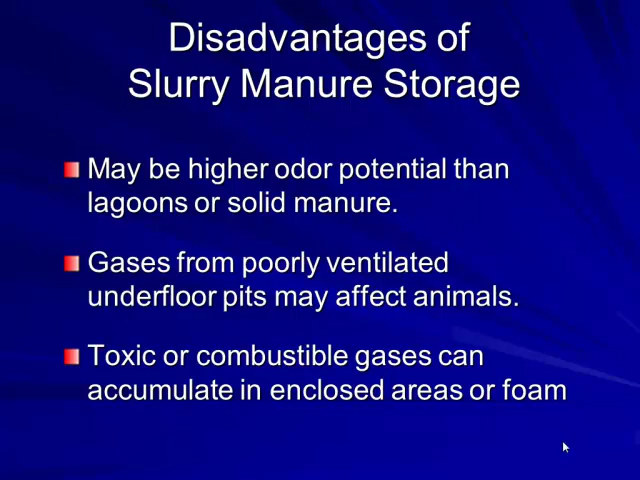 Disadvantages of
Slurry Manure Storage
May be higher odor potential than
lagoons or solid manure.
Gases from poorly ventilated
underfloor pits may affect animals.
Toxic or combustible gases can
accumulate in enclosed areas or foam